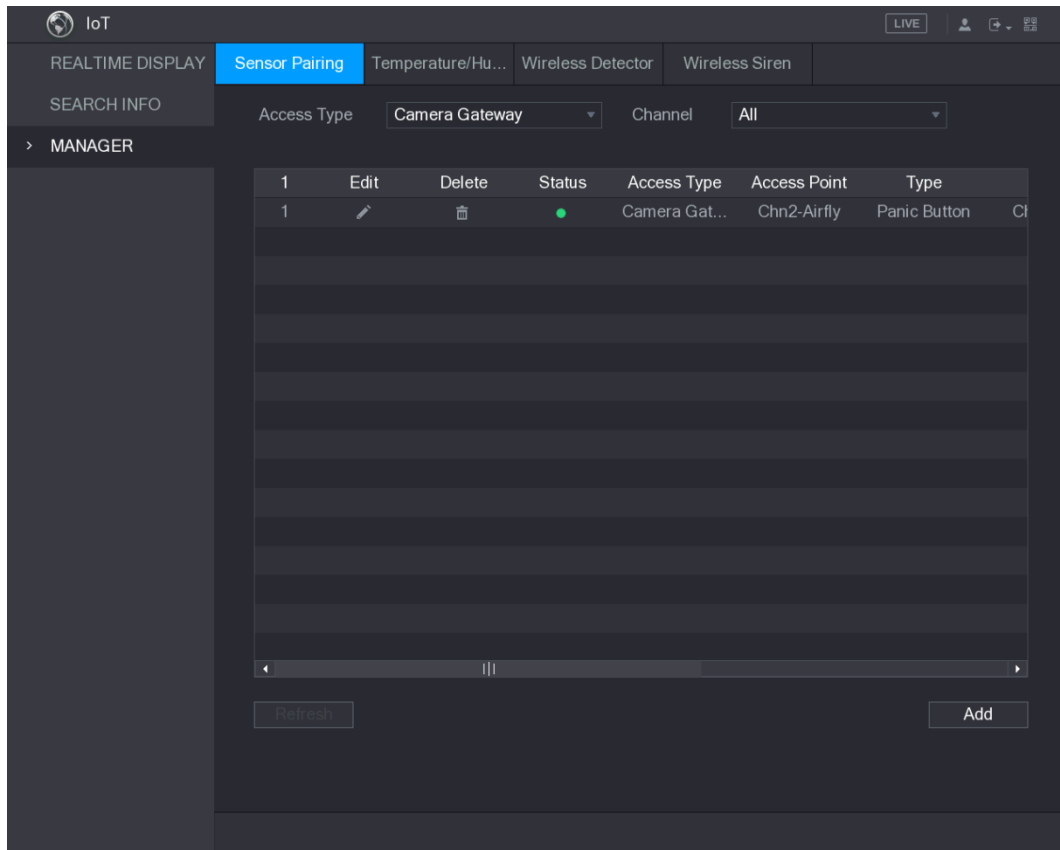 IoT LIVE
REALTIME DISPLAY
SEARCH INFO
MANAGER
Sensor Pairing Temperature/Hu... Wireless Detector Wireless Siren
Access Type Camera Gateway Channel All
1 Edit Delete Status Access Type Access Point Type
1 Camera Gat... Chn2-Airfly Panic Button
Refresh Add